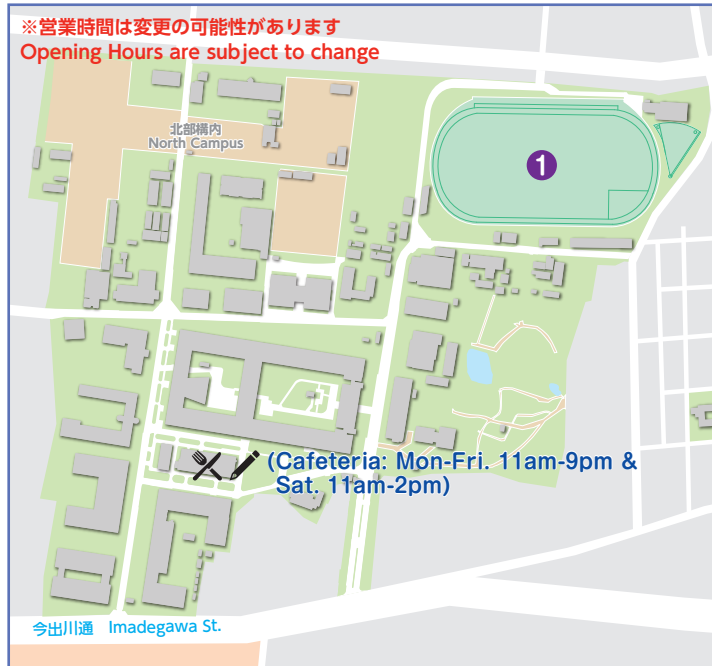 ※営業時間は変更の可能性があります
Opening Hours are subject to change
北部構内
North Campus
1
(Cafeteria: Mon-Fri. 11am-9pm &
Sat. 11am-2pm)
今出川通 Imadegawa St.